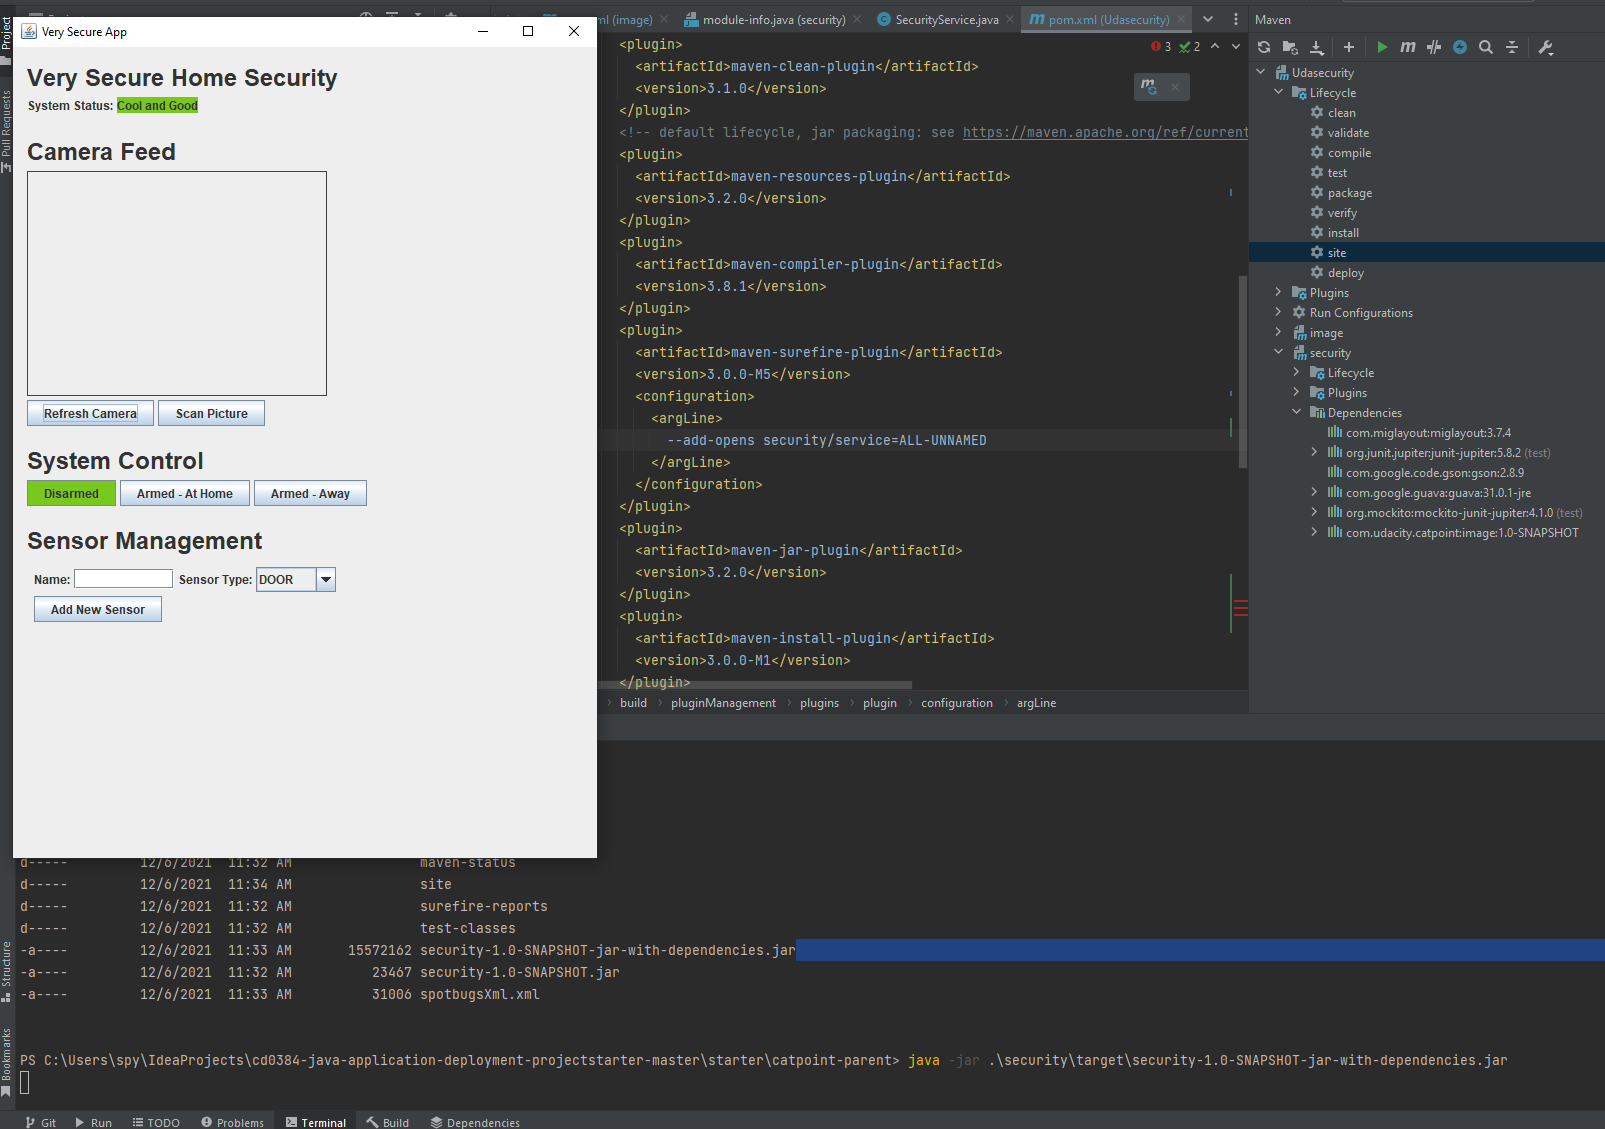 Very Secure App
Very Secure Home Security
System Status: Cool and Good
Camera Feed
Refresh Camera
Scan Picture
System Control
Disarmed
Armed - At Home
Armed - Away
Sensor Management
Name:
Sensor Type:
DOOR
Add New Sensor
Project
Pull Requests
Structure
Bookmarks
ml (image)
module-info.java (security)
SecurityService.java
pom.xml (Udasecurity)
3
2
<plugin>
<artifactId>maven-clean-plugin</artifactId>
<version>3.1.0</version>
</plugin>
<!-- default lifecycle, jar packaging: see https://maven.apache.org/ref/current
<plugin>
<artifactId>maven-resources-plugin</artifactId>
<version>3.2.0</version>
</plugin>
<plugin>
<artifactId>maven-compiler-plugin</artifactId>
<version>3.8.1</version>
</plugin>
<plugin>
<artifactId>maven-surefire-plugin</artifactId>
<version>3.0.0-M5</version>
<configuration>
<argLine>
--add-opens security/service=ALL-UNNAMED
</argLine>
</configuration>
</plugin>
<plugin>
<artifactId>maven-jar-plugin</artifactId>
<version>3.2.0</version>
</plugin>
<plugin>
<artifactId>maven-install-plugin</artifactId>
<version>3.0.0-M1</version>
</plugin>
build > pluginManagement > plugins > plugin > configuration > argLine
Maven
Udasecurity
Lifecycle
clean
validate
compile
test
package
verify
install
site
deploy
Plugins
Run Configurations
image
security
Lifecycle
Plugins
Dependencies
com.miglayout:miglayout:3.7.4
org.junit.jupiter:junit-jupiter:5.8.2 (test)
com.google.code.gson:gson:2.8.9
com.google.guava:guava:31.0.1-jre
org.mockito:mockito-junit-jupiter:4.1.0 (test)
com.udacity.catpoint:image:1.0-SNAPSHOT
d----- 12/6/2021 11:32 AM maven-status
d----- 12/6/2021 11:34 AM site
d----- 12/6/2021 11:32 AM surefire-reports
d----- 12/6/2021 11:32 AM test-classes
-a---- 12/6/2021 11:33 AM 15572162 security-1.0-SNAPSHOT-jar-with-dependencies.jar
-a---- 12/6/2021 11:32 AM 23467 security-1.0-SNAPSHOT.jar
-a---- 12/6/2021 11:33 AM 31006 spotbugsXml.xml
PS C:\Users\spy\IdeaProjects\cd0384-java-application-deployment-projectstarter-master\starter\catpoint-parent> java -jar .\security\target\security-1.0-SNAPSHOT-jar-with-dependencies.jar
Git
Run
TODO
Problems
Terminal
Build
Dependencies